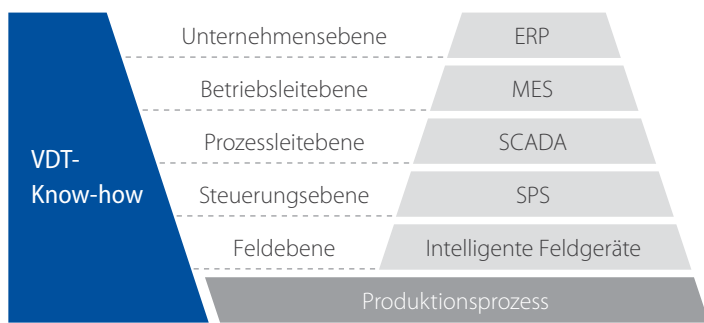 VDT-
Know-how
Unternehmensebene ERP
Betriebsleitebene MES
Prozessleitebene SCADA
Steuerungsebene SPS
Feldebene Intelligente Feldgeräte
Produktionsprozess